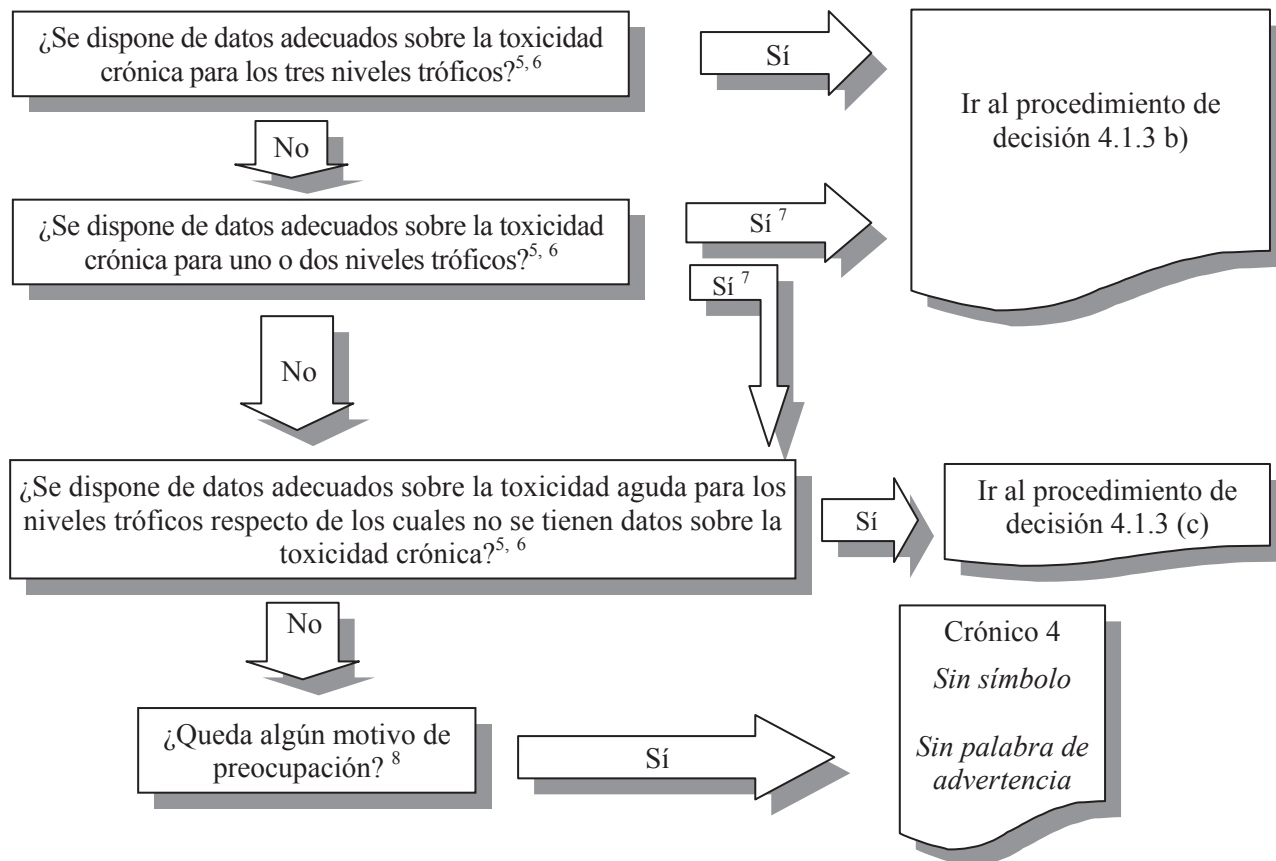 ¿Se dispone de datos adecuados sobre la toxicidad
crónica para los tres niveles tróficos?5, 6
Sí
Ir al procedimiento de
decisión 4.1.3 b)
No
¿Se dispone de datos adecuados sobre la toxicidad
crónica para uno o dos niveles tróficos?5, 6
Sí 7
Sí 7
No
¿Se dispone de datos adecuados sobre la toxicidad aguda para los
niveles tróficos respecto de los cuales no se tienen datos sobre la
toxicidad crónica?5, 6
Sí
Ir al procedimiento de
decisión 4.1.3 (c)
No
¿Queda algún motivo de
preocupación? 8
Sí
Crónico 4
Sin símbolo
Sin palabra de
advertencia